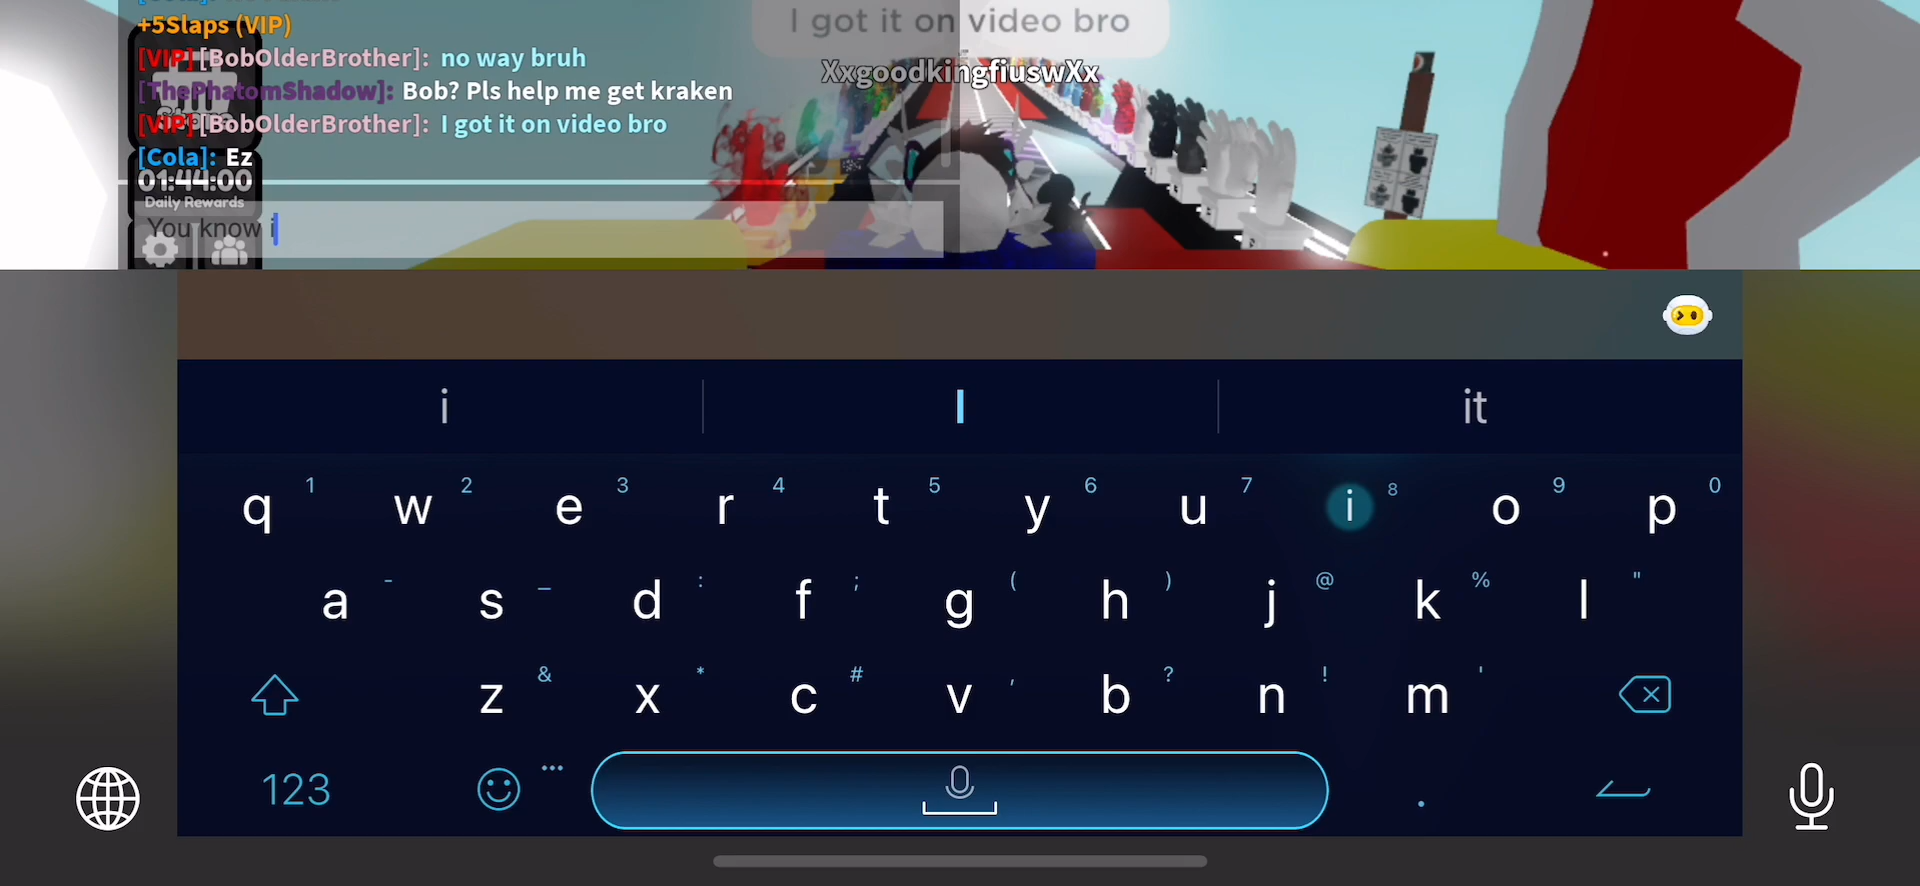 +5Slaps (VIP)
[VIP] [BobOlderBrother]: no way bruh
[ThePhatomShadow]: Bob? Pls help me get kraken
[VIP] [BobOlderBrother]: I got it on video bro
[Cola]: Ez
01:44:00
Daily Rewards
You know i
I got it on video bro
XxgoodkingfiuswXx
i I it
q 1 w 2 e 3 r 4 t 5 y 6 u 7 i 8 o 9 p 0
a - s _ d : f ; g ( h ) j @ k % l "
z & x * c # v , b ? n ! m '
123 ... .